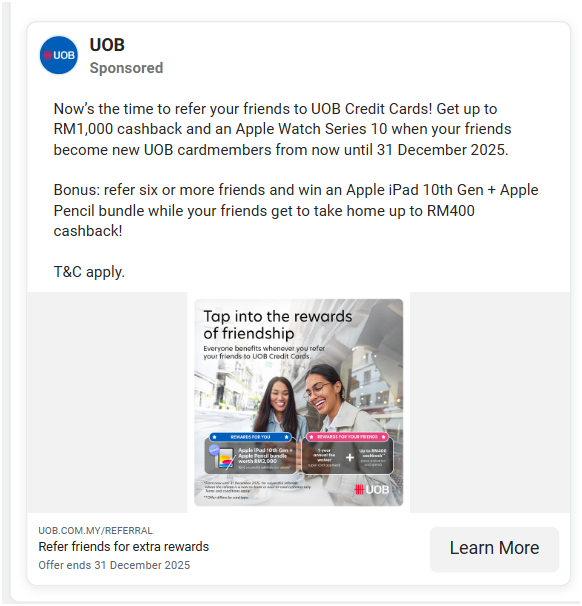 UOB
UOB
Sponsored
Now's the time to refer your friends to UOB Credit Cards! Get up to
RM1,000 cashback and an Apple Watch Series 10 when your friends
become new UOB cardmembers from now until 31 December 2025.
Bonus: refer six or more friends and win an Apple iPad 10th Gen + Apple
Pencil bundle while your friends get to take home up to RM400
cashback!
T&C apply.
Tap into the rewards
of friendship
Everyone benefits whenever you refer
your friends to UOB Credit Cards.
REWARDS FOR YOU
Apple iPad 10th Gen +
Apple Pencil bundle
worth RM2,000
REWARDS FOR YOUR FRIENDS
3-year
annual fee
waiver
+
Up to RM400
cashback**
UOB
UOB.COM.MY/REFERRAL
Refer friends for extra rewards
Offer ends 31 December 2025
Learn More